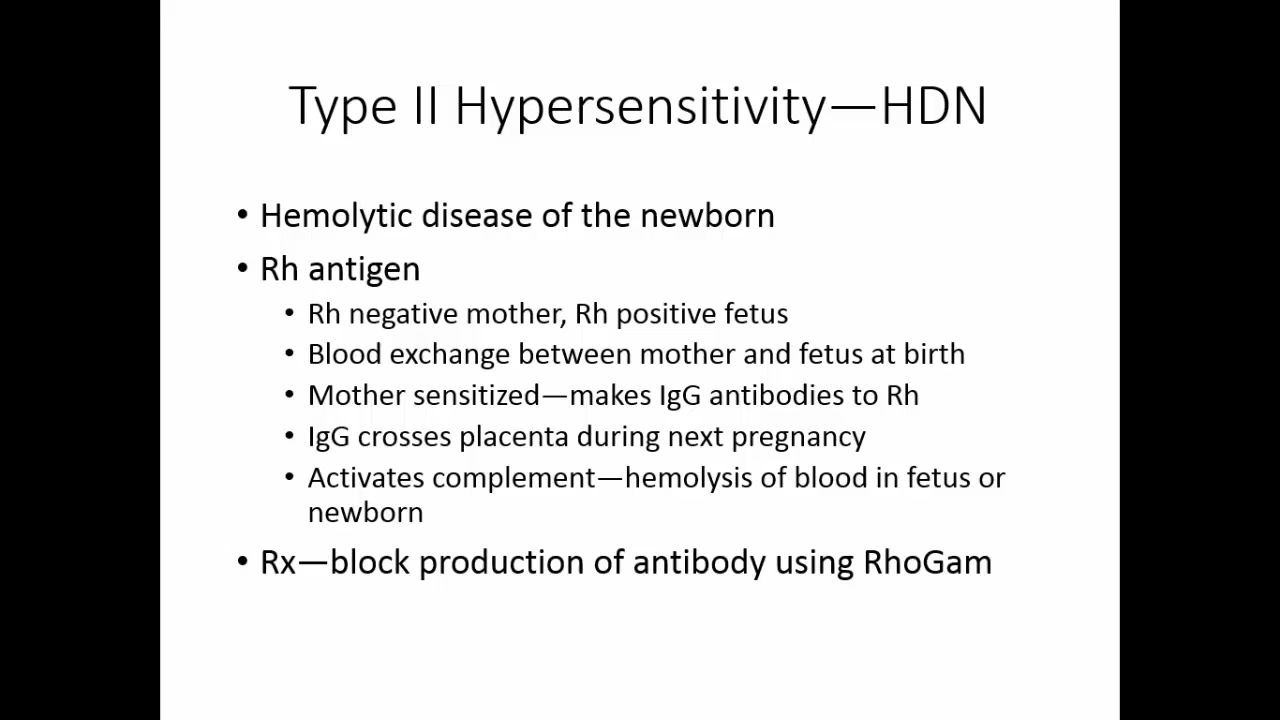 Type II Hypersensitivity—HDN
• Hemolytic disease of the newborn
• Rh antigen
• Rh negative mother, Rh positive fetus
• Blood exchange between mother and fetus at birth
• Mother sensitized—makes IgG antibodies to Rh
• IgG crosses placenta during next pregnancy
• Activates complement—hemolysis of blood in fetus or
newborn
• Rx—block production of antibody using RhoGam